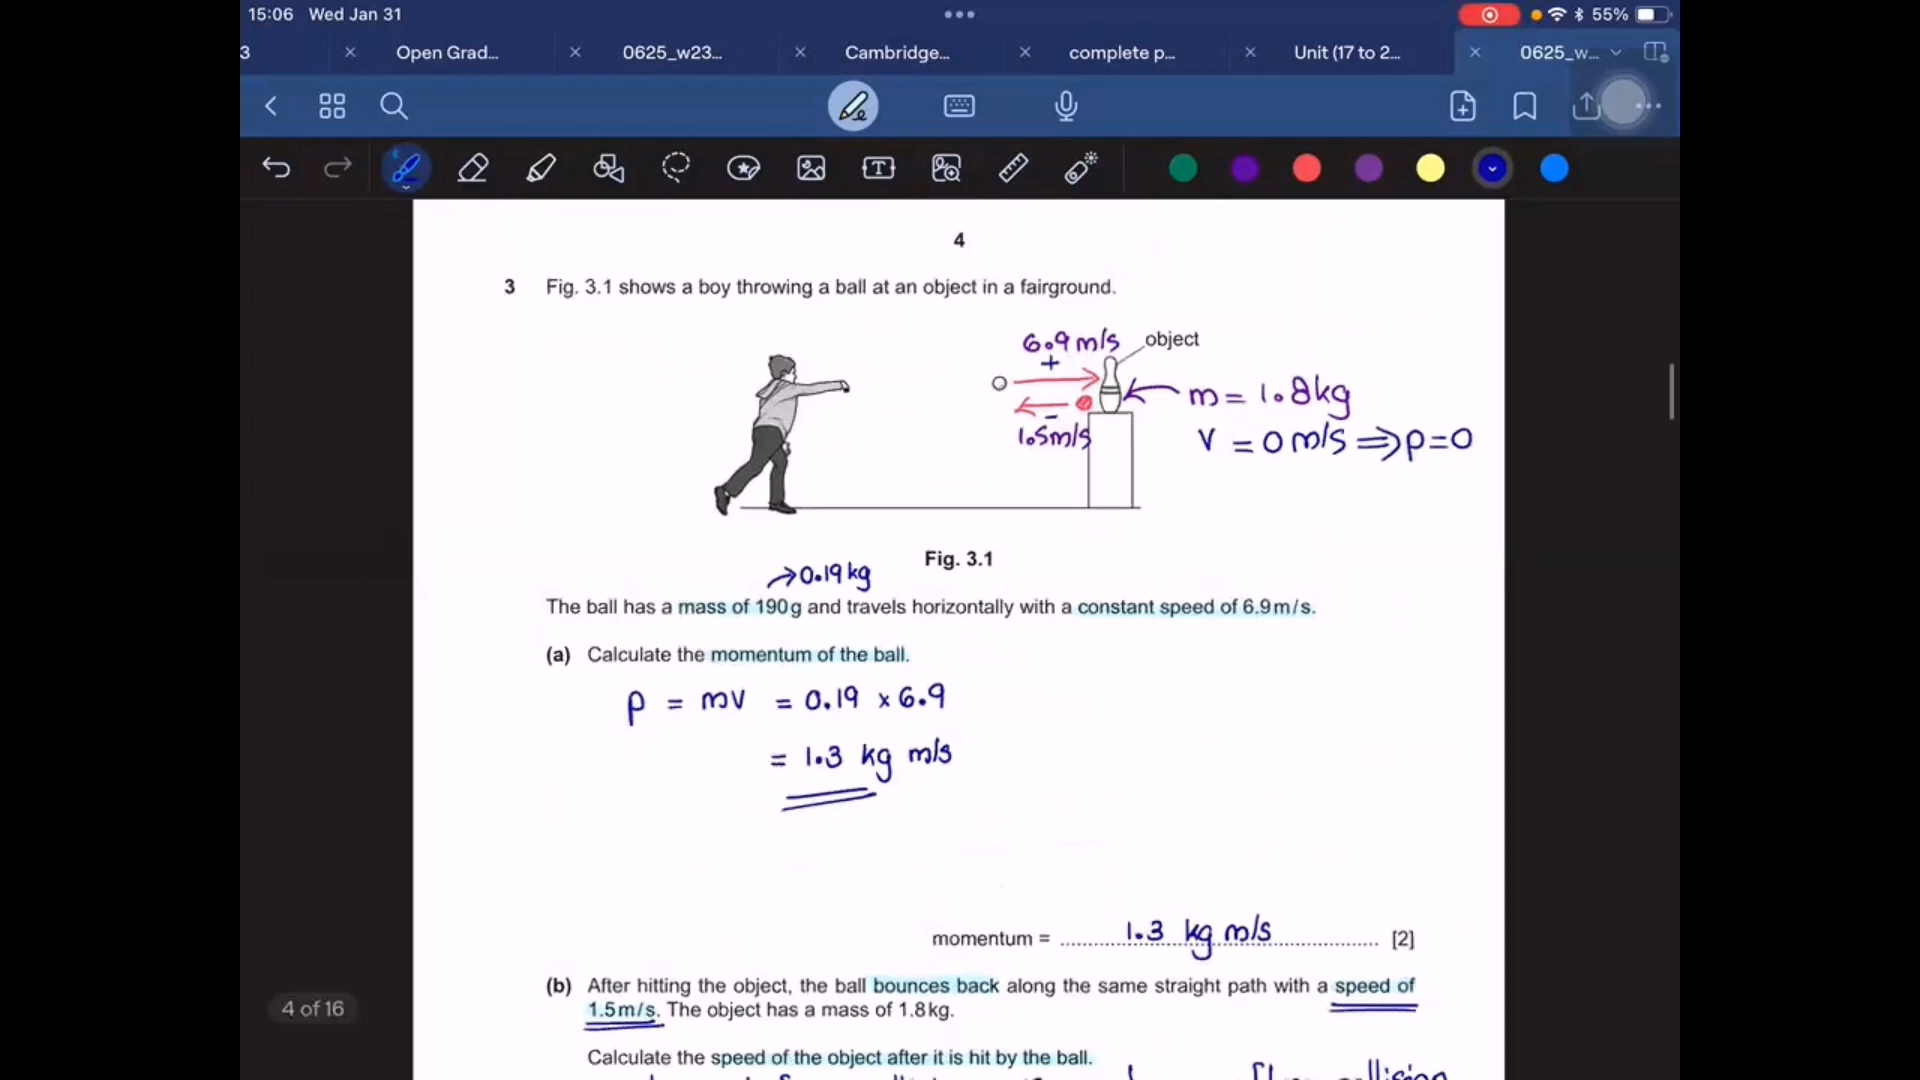 15:06 Wed Jan 31
55%
3
Open Grad...
0625_w23...
Cambridge...
complete p...
Unit (17 to 2...
0625_w...
4
3 Fig. 3.1 shows a boy throwing a ball at an object in a fairground.
6.9 m/s
object
+
m = 1.8kg
-
1.5m/s
v = 0 m/s ⟹ p=0
Fig. 3.1
→0.19 kg
The ball has a mass of 190g and travels horizontally with a constant speed of 6.9m/s.
(a) Calculate the momentum of the ball.
p = mv = 0.19 × 6.9
= 1.3 kg m/s
momentum = 1.3 kg m/s [2]
(b) After hitting the object, the ball bounces back along the same straight path with a speed of
1.5m/s. The object has a mass of 1.8kg.
4 of 16
Calculate the speed of the object after it is hit by the ball.
collision